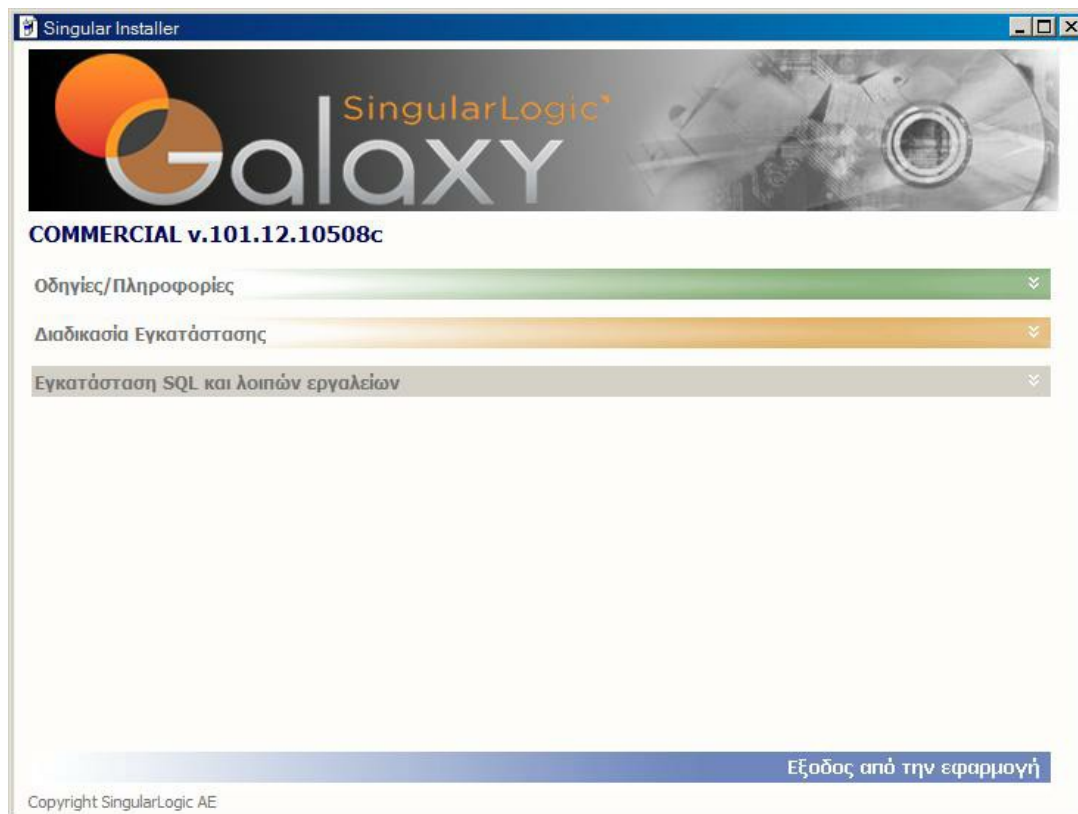 Singular Installer
SingularLogic
Galaxy
COMMERCIAL v.101.12.10508c
Οδηγίες/Πληροφορίες
Διαδικασία Εγκατάστασης
Εγκατάσταση SQL και λοιπών εργαλείων
Εξοδος από την εφαρμογή
Copyright SingularLogic AE